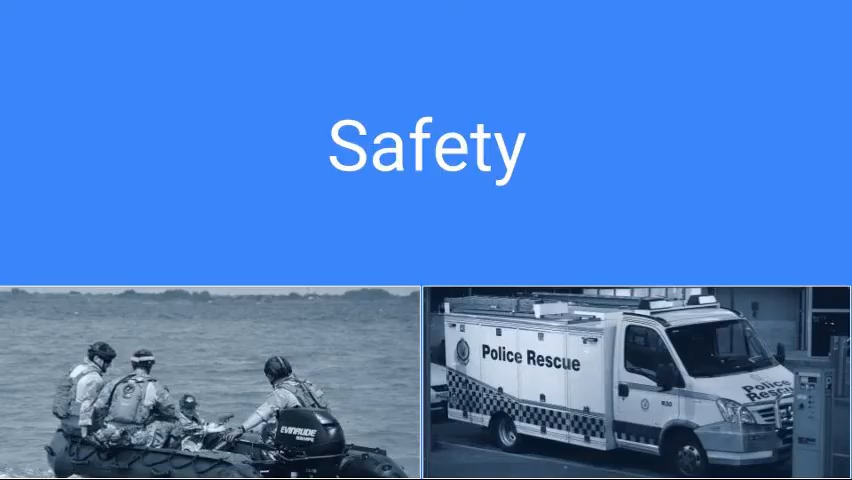 Safety
EVINRUDE
Police Rescue
Police
Rescue